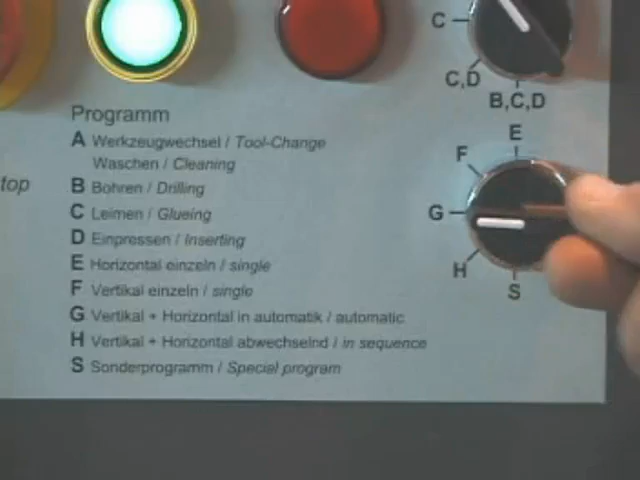 C
C,D
B,C,D
Programm
A Werkzeugwechsel / Tool-Change
Waschen / Cleaning
B Bohren / Drilling
C Leimen / Glueing
D Einpressen / Inserting
E Horizontal einzeln / single
F Vertikal einzeln / single
G Vertikal + Horizontal in automatik / automatic
H Vertikal + Horizontal abwechselnd / in sequence
S Sonderprogramm / Special program
top
E
F
G
H
S